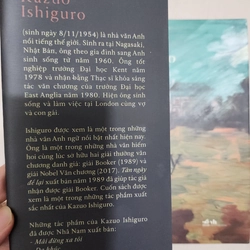 Kazuo
Ishiguro
(sinh ngày 8/11/1954) là nhà văn Anh
nổi tiếng thế giới. Sinh ra tại Nagasaki,
Nhật Bản, ông theo gia đình sang Anh
sinh sống từ năm 1960. Ông tốt
nghiệp trường Đại học Kent năm
1978 và nhận bằng Thạc sĩ khóa sáng
tác văn chương của trường Đại học
East Anglia năm 1980. Hiện ông sinh
sống và làm việc tại London cùng vợ
và con gái.
Ishiguro được xem là một trong những
nhà văn Anh đương đại nổi bật hiện nay.
Ông là một trong những nhà văn hiếm
hoi cùng lúc sở hữu hai giải thưởng văn
chương danh giá: giải Booker (1989) và
giải Nobel Văn chương (2017). Tàn ngày
để lại xuất bản năm 1989 đã giúp tác giả
nhận được giải Booker. Cuốn sách được
xem là một trong những tác phẩm xuất
sắc nhất của Kazuo Ishiguro.
Những tác phẩm của Kazuo Ishiguro
đã được Nhã Nam xuất bản:
- Mãi đừng xa tôi